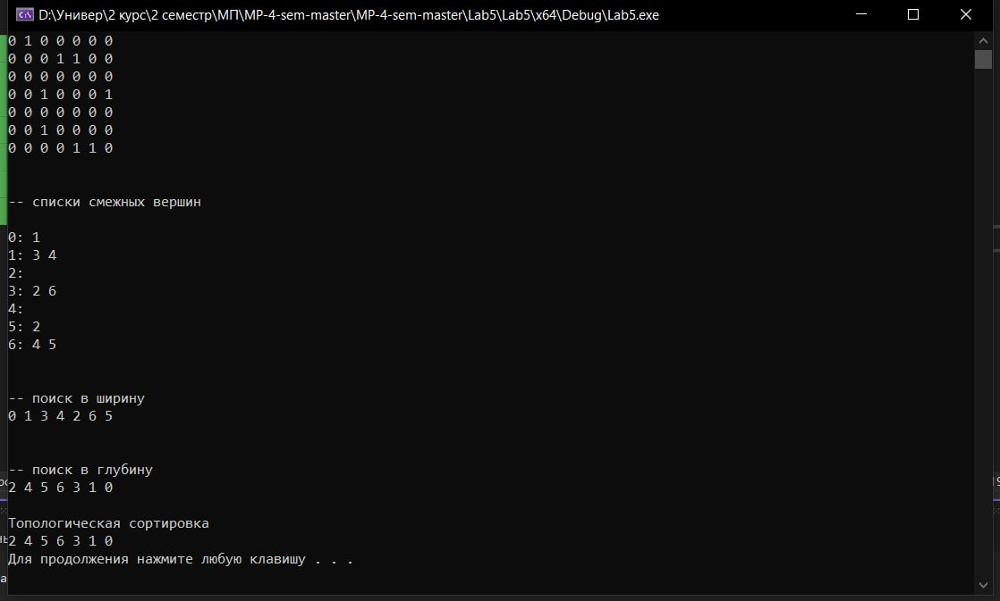 D:\Универ\2 курс\2 семестр\МП\MP-4-sem-master\MP-4-sem-master\Lab5\Lab5\x64\Debug\Lab5.exe
0 1 0 0 0 0 0
0 0 0 1 1 0 0
0 0 0 0 0 0 0
0 0 1 0 0 0 1
0 0 0 0 0 0 0
0 0 1 0 0 0 0
0 0 0 0 1 1 0
-- списки смежных вершин
0: 1
1: 3 4
2:
3: 2 6
4:
5: 2
6: 4 5
-- поиск в ширину
0 1 3 4 2 6 5
-- поиск в глубину
2 4 5 6 3 1 0
Топологическая сортировка
2 4 5 6 3 1 0
Для продолжения нажмите любую клавишу . . .